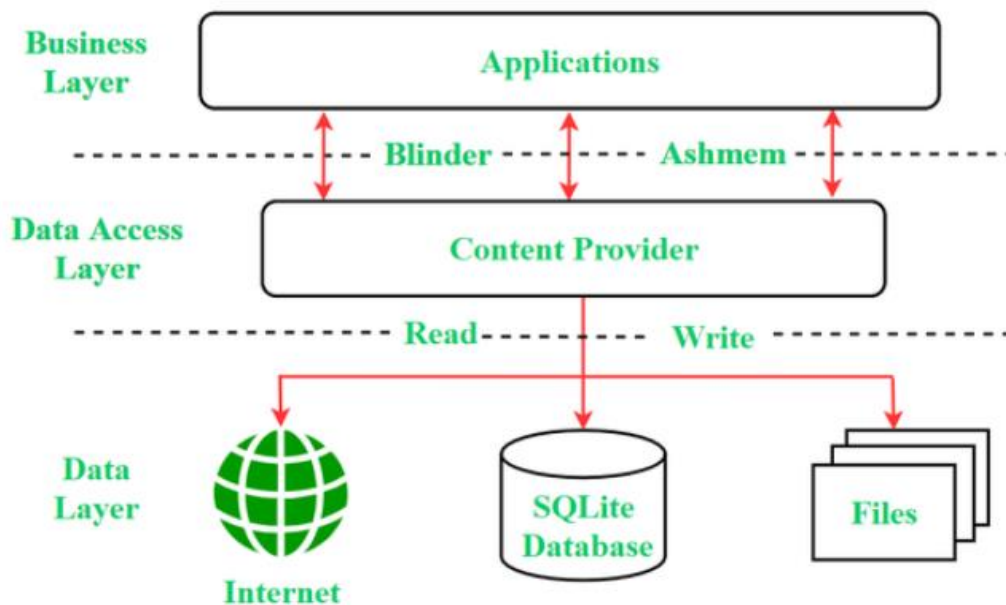 Business
Layer
Applications
Blinder
Ashmem
Data Access
Layer
Content Provider
Read
Write
Data
Layer
SQLite
Database
Files
Internet